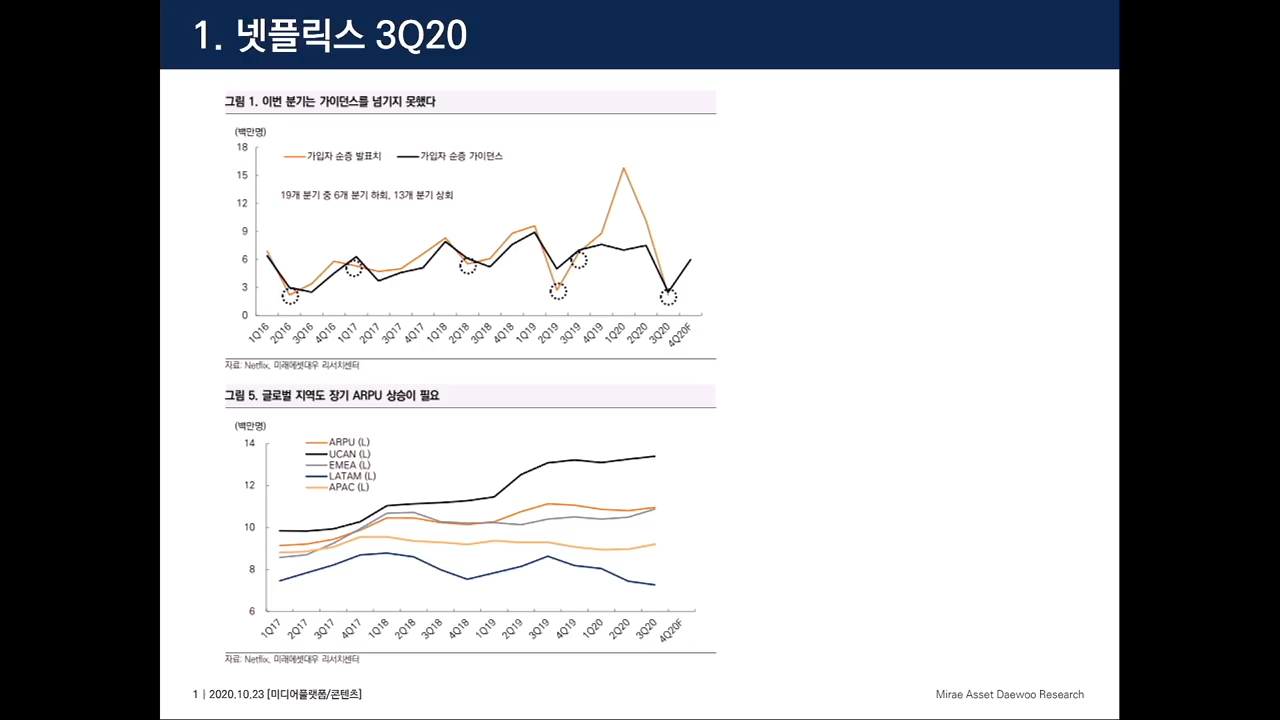 1. 넷플릭스 3Q20
그림 1. 이번 분기는 가이던스를 넘기지 못했다
(백만명)
18
15
12
9
6
3
0
가입자 순증 발표치 가입자 순증 가이던스
19개 분기 중 6개 분기 하회, 13개 분기 상회
1Q16 2Q16 3Q16 4Q16 1Q17 2Q17 3Q17 4Q17 1Q18 2Q18 3Q18 4Q18 1Q19 2Q19 3Q19 4Q19 1Q20 2Q20 3Q20 4Q20F
자료: Netflix, 미래에셋대우 리서치센터
그림 5. 글로벌 지역도 장기 ARPU 상승이 필요
(백만명)
14
12
10
8
6
ARPU (L)
UCAN (L)
EMEA (L)
LATAM (L)
APAC (L)
1Q17 2Q17 3Q17 4Q17 1Q18 2Q18 3Q18 4Q18 1Q19 2Q19 3Q19 4Q19 1Q20 2Q20 3Q20 4Q20F
자료: Netflix, 미래에셋대우 리서치센터
1 | 2020.10.23 [미디어플랫폼/콘텐츠]
Mirae Asset Daewoo Research